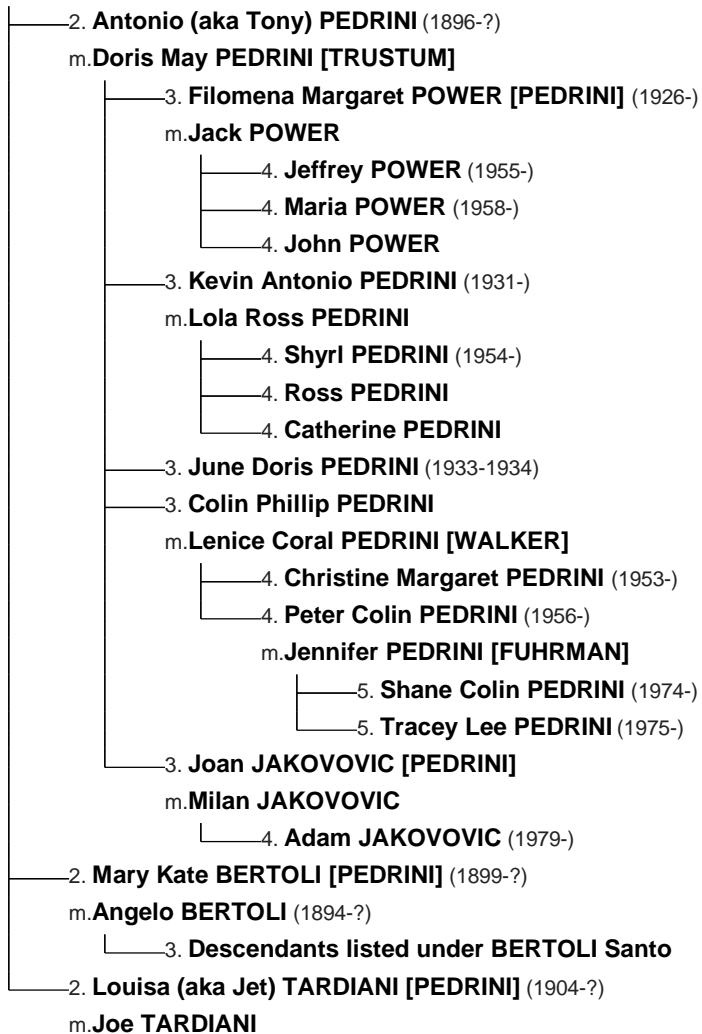 2. Antonio (aka Tony) PEDRINI (1896-?)
m.Doris May PEDRINI [TRUSTUM]
3. Filomena Margaret POWER [PEDRINI] (1926-)
m.Jack POWER
4. Jeffrey POWER (1955-)
4. Maria POWER (1958-)
4. John POWER
3. Kevin Antonio PEDRINI (1931-)
m.Lola Ross PEDRINI
4. Shyrl PEDRINI (1954-)
4. Ross PEDRINI
4. Catherine PEDRINI
3. June Doris PEDRINI (1933-1934)
3. Colin Phillip PEDRINI
m.Lenice Coral PEDRINI [WALKER]
4. Christine Margaret PEDRINI (1953-)
4. Peter Colin PEDRINI (1956-)
m.Jennifer PEDRINI [FUHRMAN]
5. Shane Colin PEDRINI (1974-)
5. Tracey Lee PEDRINI (1975-)
3. Joan JAKOVOVIC [PEDRINI]
m.Milan JAKOVOVIC
4. Adam JAKOVOVIC (1979-)
2. Mary Kate BERTOLI [PEDRINI] (1899-?)
m.Angelo BERTOLI (1894-?)
3. Descendants listed under BERTOLI Santo
2. Louisa (aka Jet) TARDIANI [PEDRINI] (1904-?)
m.Joe TARDIANI